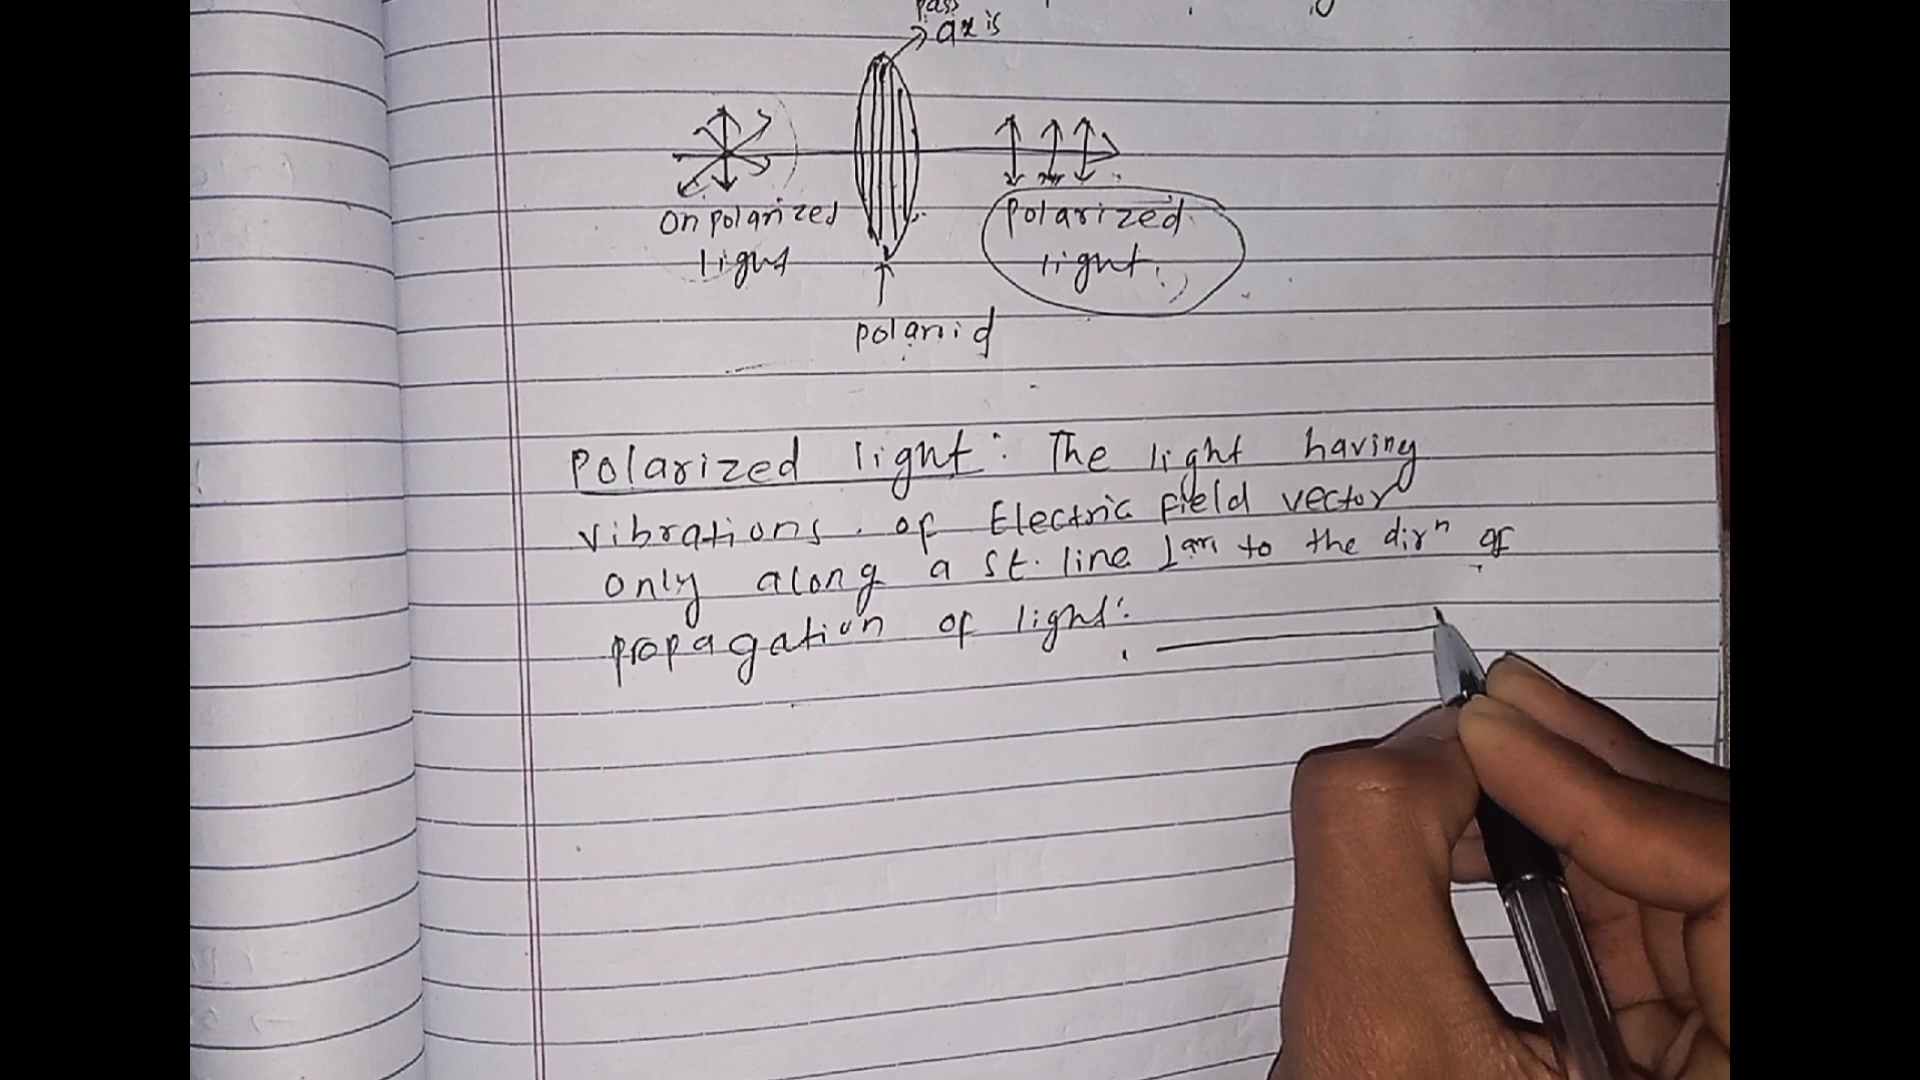 pass
axis
On polarized
light
polarized
light.
polaroid
Polarized light: The light having
vibrations of Electric field vector
only along a st. line ⊥ar to the dirⁿ of
propagation of light.